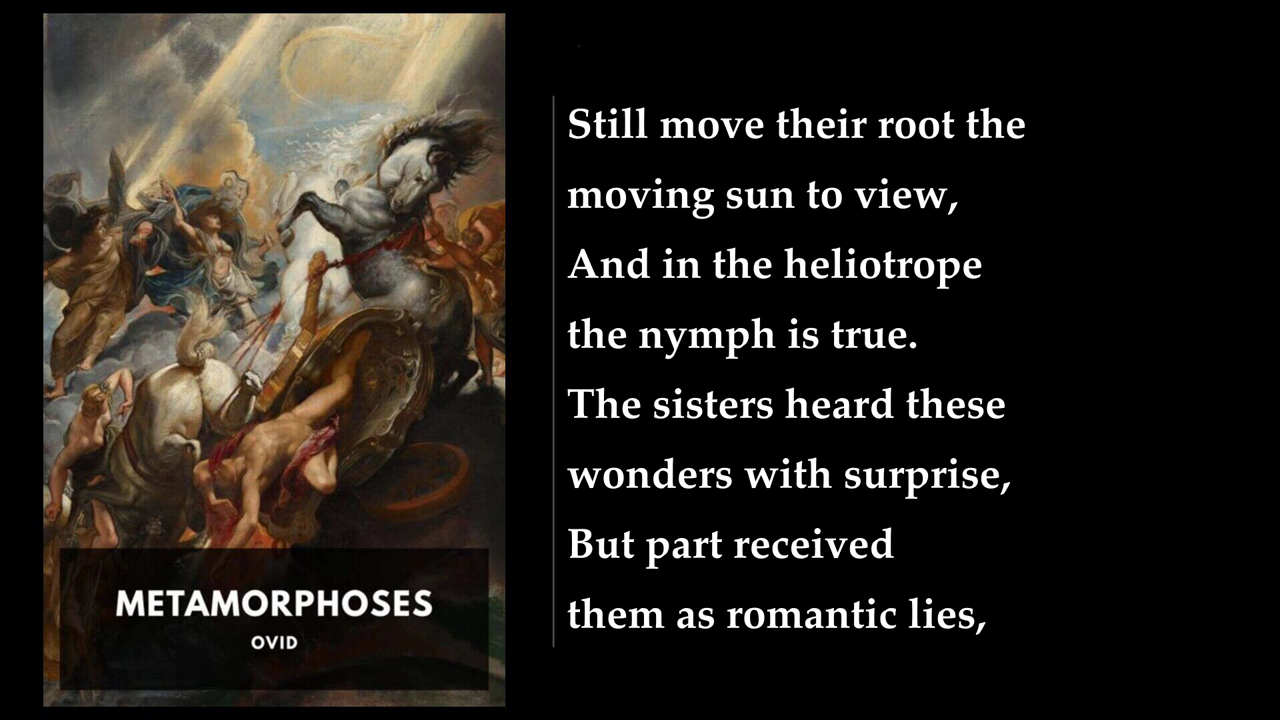 METAMORPHOSES
OVID
Still move their root the
moving sun to view,
And in the heliotrope
the nymph is true.
The sisters heard these
wonders with surprise,
But part received
them as romantic lies,